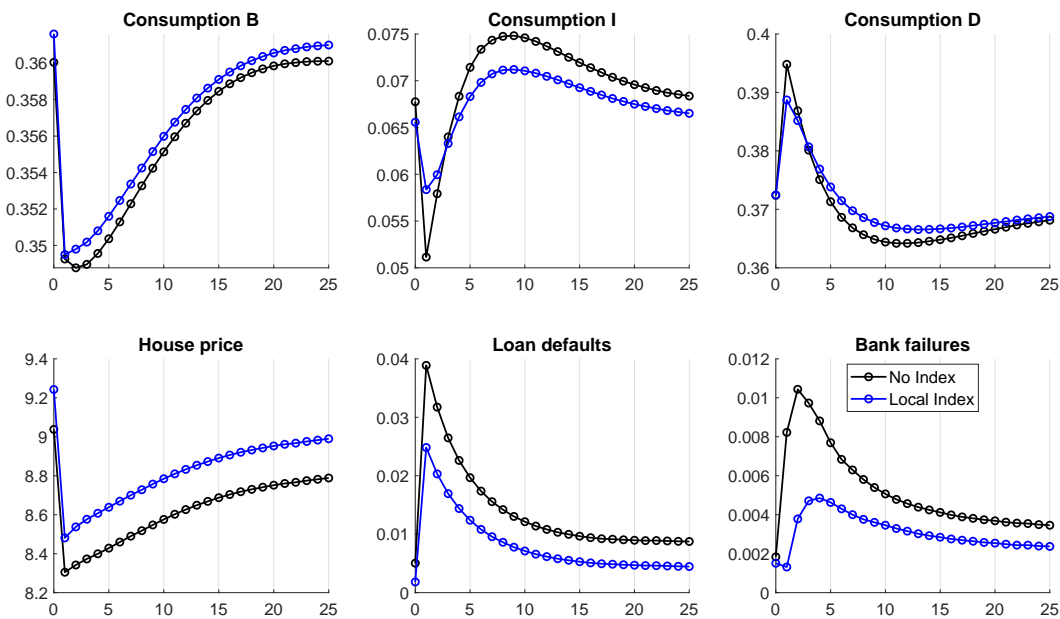 Consumption B
Consumption I
Consumption D
0.36
0.358
0.356
0.354
0.352
0.35
0 5 10 15 20 25
0.075
0.07
0.065
0.06
0.055
0.05
0 5 10 15 20 25
0.4
0.39
0.38
0.37
0.36
0 5 10 15 20 25
House price
Loan defaults
Bank failures
9.4
9.2
9
8.8
8.6
8.4
8.2
0 5 10 15 20 25
0.04
0.03
0.02
0.01
0
0 5 10 15 20 25
0.012
0.01
0.008
0.006
0.004
0.002
0
0 5 10 15 20 25
No Index
Local Index